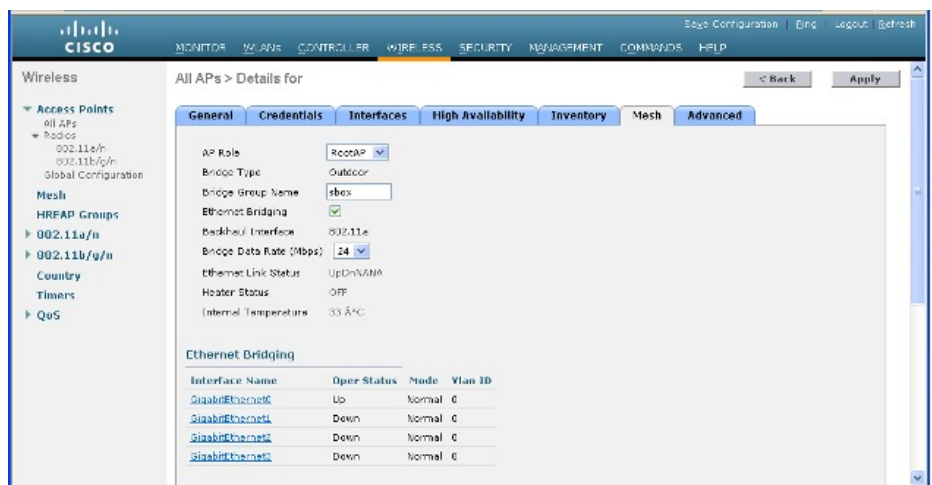 Save Configuration | Ping | Logout | Refresh
CISCO
MONITOR WLANs CONTROLLER WIRELESS SECURITY MANAGEMENT COMMANDS HELP
Wireless
All APs > Details for
< Back
Apply
Access Points
All APs
Radios
802.11a/n
802.11b/g/n
Global Configuration
Mesh
HREAP Groups
802.11a/n
802.11b/g/n
Country
Timers
QoS
General Credentials Interfaces High Availability Inventory Mesh Advanced
AP Role RootAP
Bridge Type Outdoor
Bridge Group Name sbox
Ethernet Bridging
Backhaul Interface 802.11a
Bridge Data Rate (Mbps) 24
Ethernet Link Status UpDnNANA
Heater Status OFF
Internal Temperature 33 Â°C
Ethernet Bridging
Interface Name Oper Status Mode Vlan ID
GigabitEthernet0 Up Normal 0
GigabitEthernet1 Down Normal 0
GigabitEthernet2 Down Normal 0
GigabitEthernet3 Down Normal 0